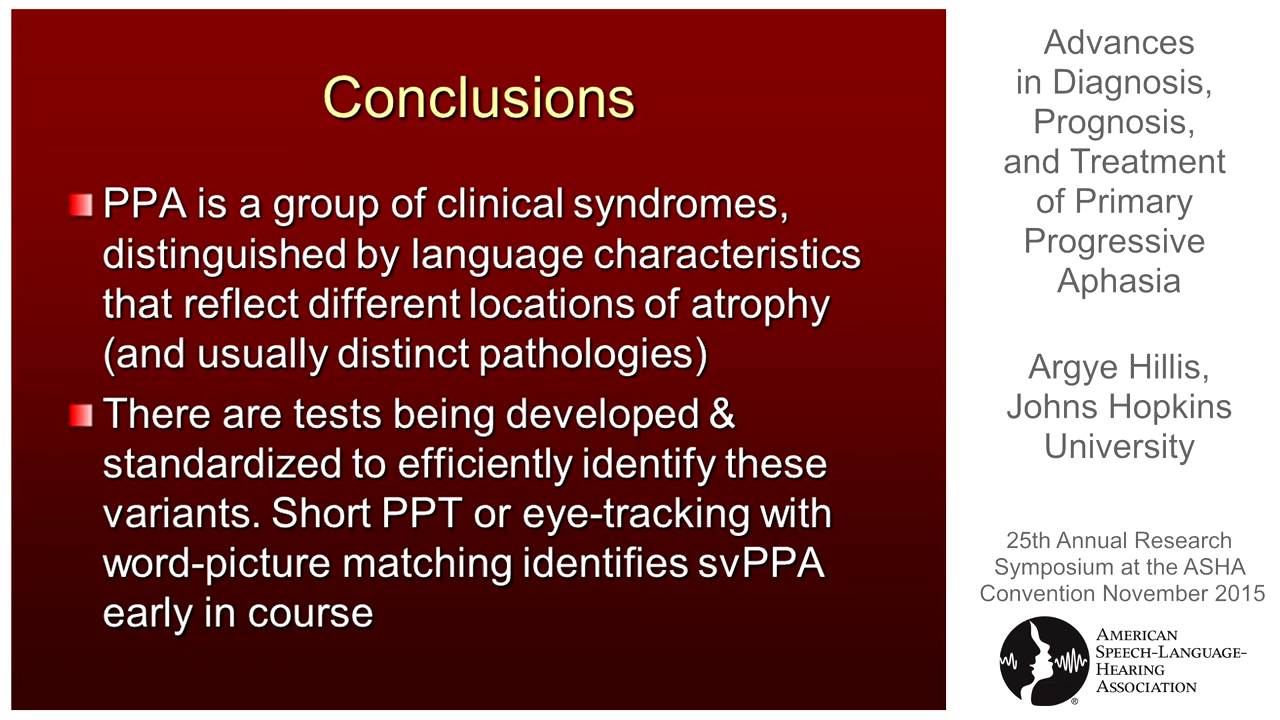 Conclusions
PPA is a group of clinical syndromes,
distinguished by language characteristics
that reflect different locations of atrophy
(and usually distinct pathologies)
There are tests being developed &
standardized to efficiently identify these
variants. Short PPT or eye-tracking with
word-picture matching identifies svPPA
early in course
Advances
in Diagnosis,
Prognosis,
and Treatment
of Primary
Progressive
Aphasia
Argye Hillis,
Johns Hopkins
University
25th Annual Research
Symposium at the ASHA
Convention November 2015
AMERICAN
SPEECH-LANGUAGE-
HEARING
ASSOCIATION
®